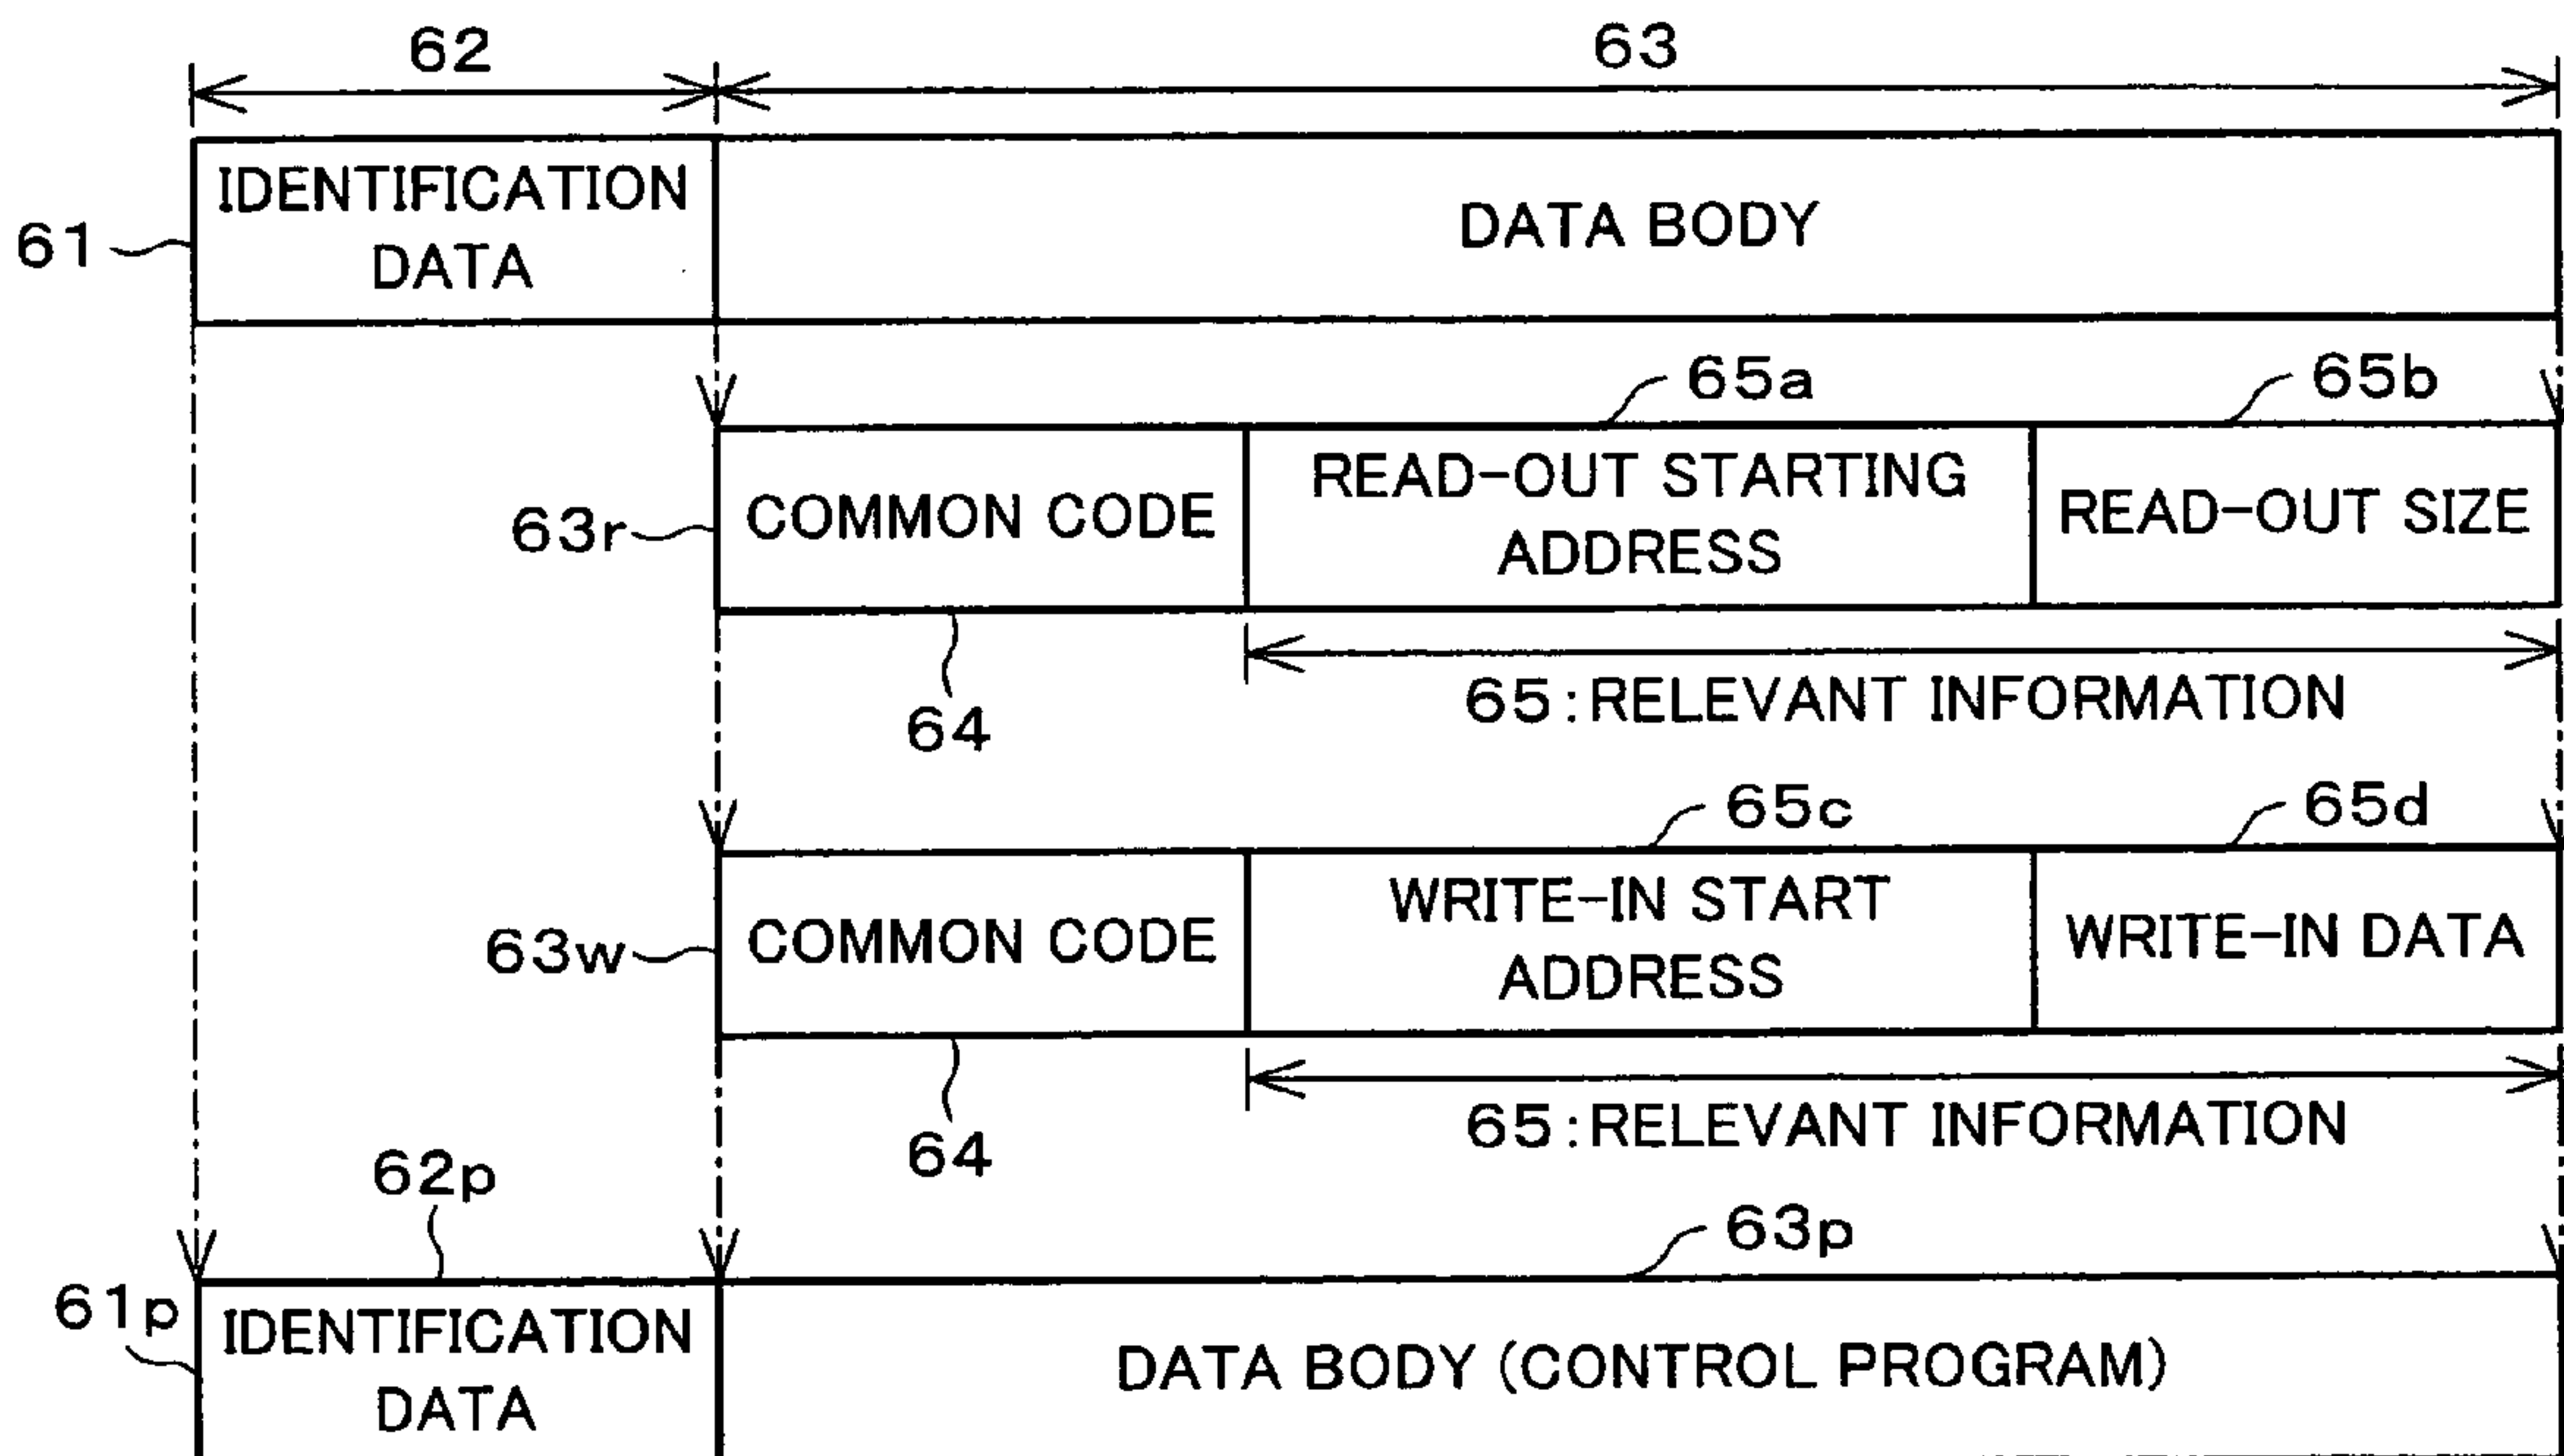 62
63
61
IDENTIFICATION
DATA
DATA BODY
65a
65b
63r
COMMON CODE
READ-OUT STARTING
ADDRESS
READ-OUT SIZE
64
65:RELEVANT INFORMATION
65c
65d
63w
COMMON CODE
WRITE-IN START
ADDRESS
WRITE-IN DATA
64
65:RELEVANT INFORMATION
62p
63p
61p
IDENTIFICATION
DATA
DATA BODY (CONTROL PROGRAM)